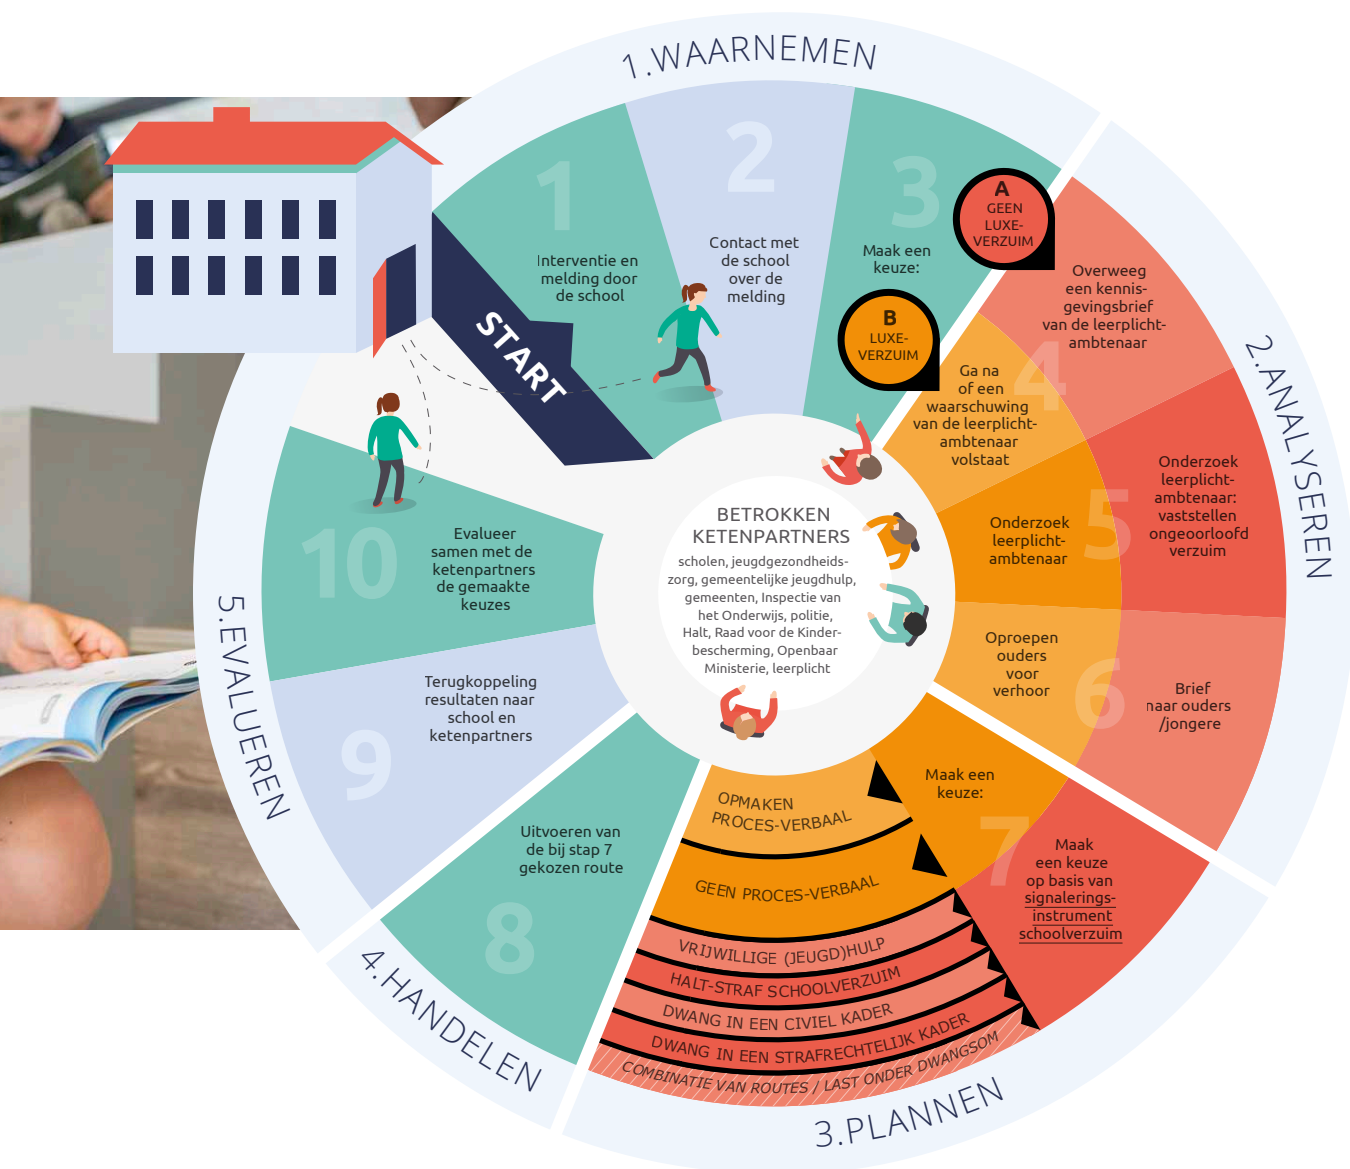 1.WAARNEMEN
START
1
Interventie en
melding door
de school
2
Contact met
de school
over de
melding
3
Maak een
keuze:
A
GEEN
LUXE-
VERZUIM
B
LUXE-
VERZUIM
2.ANALYSEREN
4
Overweeg
een kennis-
gevingsbrief
van de leerplicht-
ambtenaar
Ga na
of een
waarschuwing
van de leerplicht-
ambtenaar
volstaat
5
Onderzoek
leerplicht-
ambtenaar:
vaststellen
ongeoorloofd
verzuim
Onderzoek
leerplicht-
ambtenaar
6
Brief
naar ouders
/jongere
Oproepen
ouders
voor
verhoor
3.PLANNEN
7
Maak een
keuze:
Maak
een keuze
op basis van
signalerings-
instrument
schoolverzuim
OPMAKEN
PROCES-VERBAAL
GEEN PROCES-VERBAAL
VRIJWILLIGE (JEUGD)HULP
HALT-STRAF SCHOOLVERZUIM
DWANG IN EEN CIVIEL KADER
DWANG IN EEN STRAFRECHTELIJK KADER
COMBINATIE VAN ROUTES / LAST ONDER DWANGSOM
4.HANDELEN
8
Uitvoeren van
de bij stap 7
gekozen route
5.EVALUEREN
9
Terugkoppeling
resultaten naar
school en
ketenpartners
10
Evalueer
samen met de
ketenpartners
de gemaakte
keuzes
BETROKKEN
KETENPARTNERS
scholen, jeugdgezondheids-
zorg, gemeentelijke jeugdhulp,
gemeenten, Inspectie van
het Onderwijs, politie,
Halt, Raad voor de Kinder-
bescherming, Openbaar
Ministerie, leerplicht